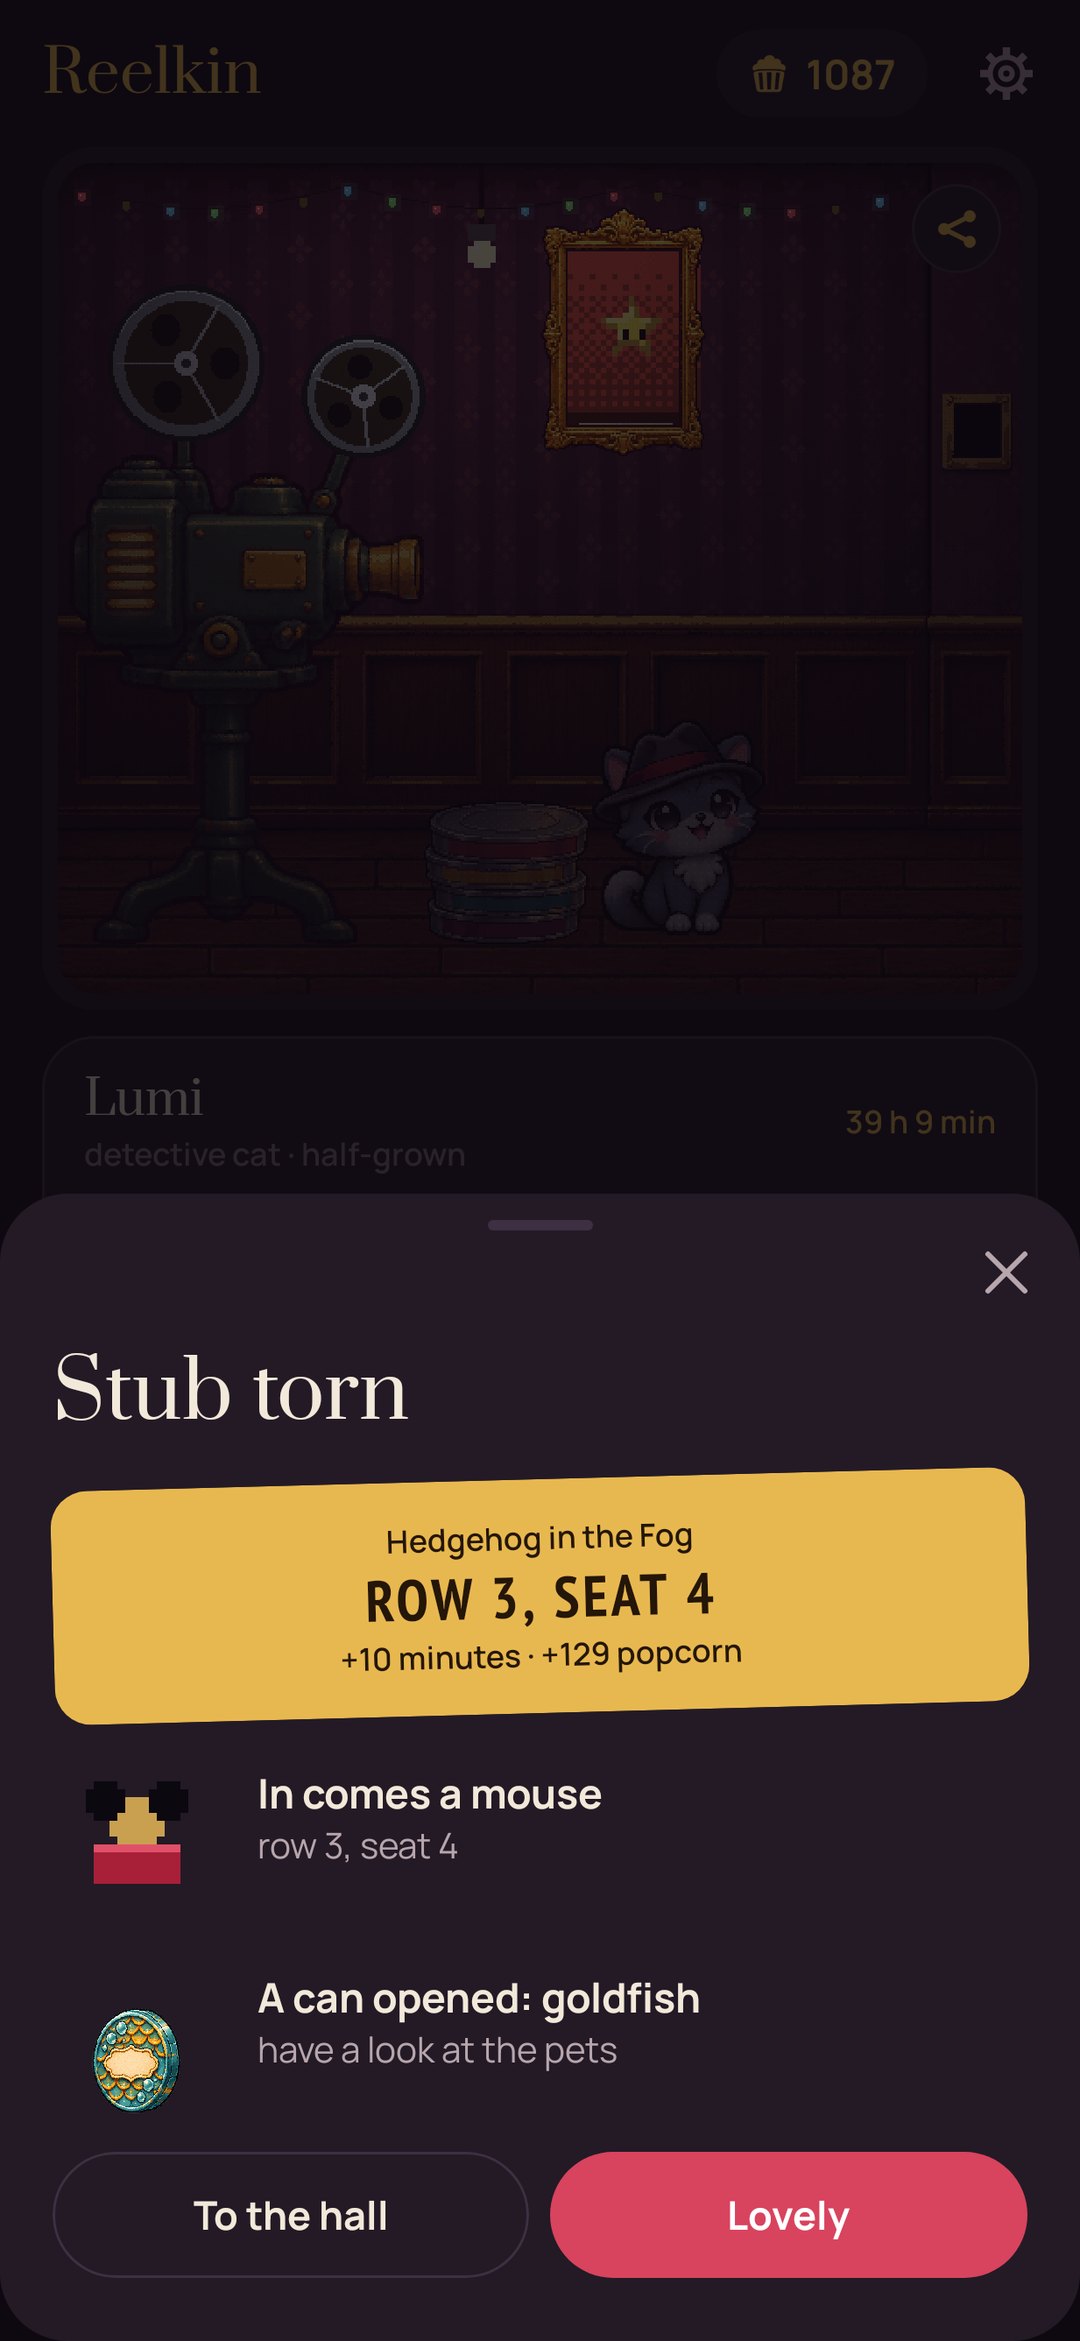 Reelkin
1087
Lumi
detective cat · half-grown
39 h 9 min
Stub torn
Hedgehog in the Fog
ROW 3, SEAT 4
+10 minutes · +129 popcorn
In comes a mouse
row 3, seat 4
A can opened: goldfish
have a look at the pets
To the hall
Lovely